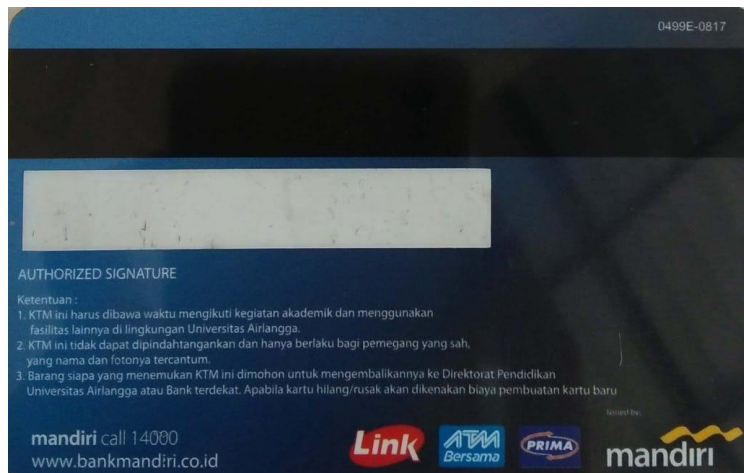 0499E-0817
AUTHORIZED SIGNATURE
Ketentuan :
1. KTM ini harus dibawa waktu mengikuti kegiatan akademik dan menggunakan
fasilitas lainnya di lingkungan Universitas Airlangga.
2. KTM ini tidak dapat dipindahtangankan dan hanya berlaku bagi pemegang yang sah,
yang nama dan fotonya tercantum.
3. Barang siapa yang menemukan KTM ini dimohon untuk mengembalikannya ke Direktorat Pendidikan
Universitas Airlangga atau Bank terdekat. Apabila kartu hilang/rusak akan dikenakan biaya pembuatan kartu baru
Issued by:
mandiri call 14000
www.bankmandiri.co.id
Link
ATM
Bersama
PRIMA
mandiri